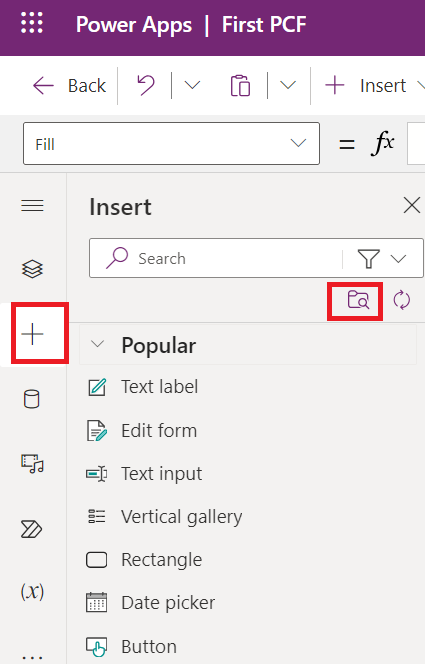 Power Apps | First PCF
Back
Insert
Fill
= fx
Insert
Search
Popular
Text label
Edit form
Text input
Vertical gallery
Rectangle
Date picker
(x)
Button
...